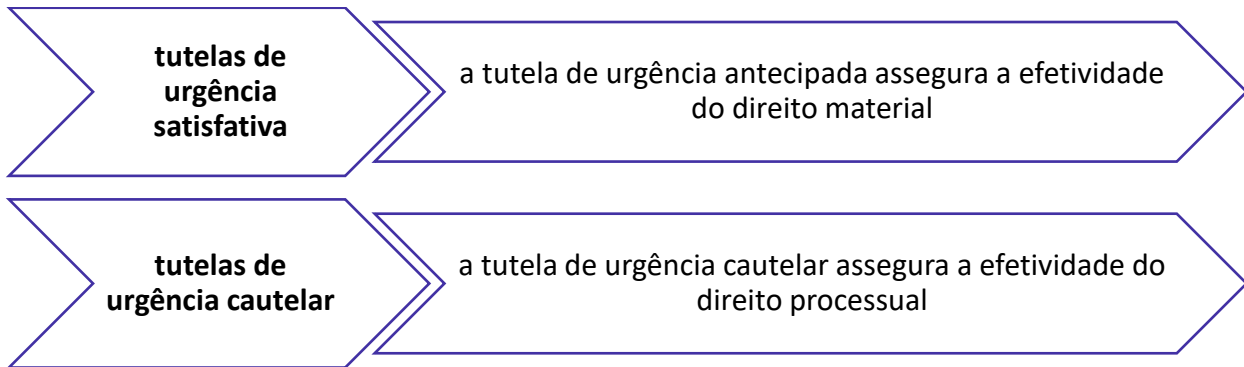 tutelas de
urgência
satisfativa
a tutela de urgência antecipada assegura a efetividade
do direito material
tutelas de
urgência cautelar
a tutela de urgência cautelar assegura a efetividade do
direito processual